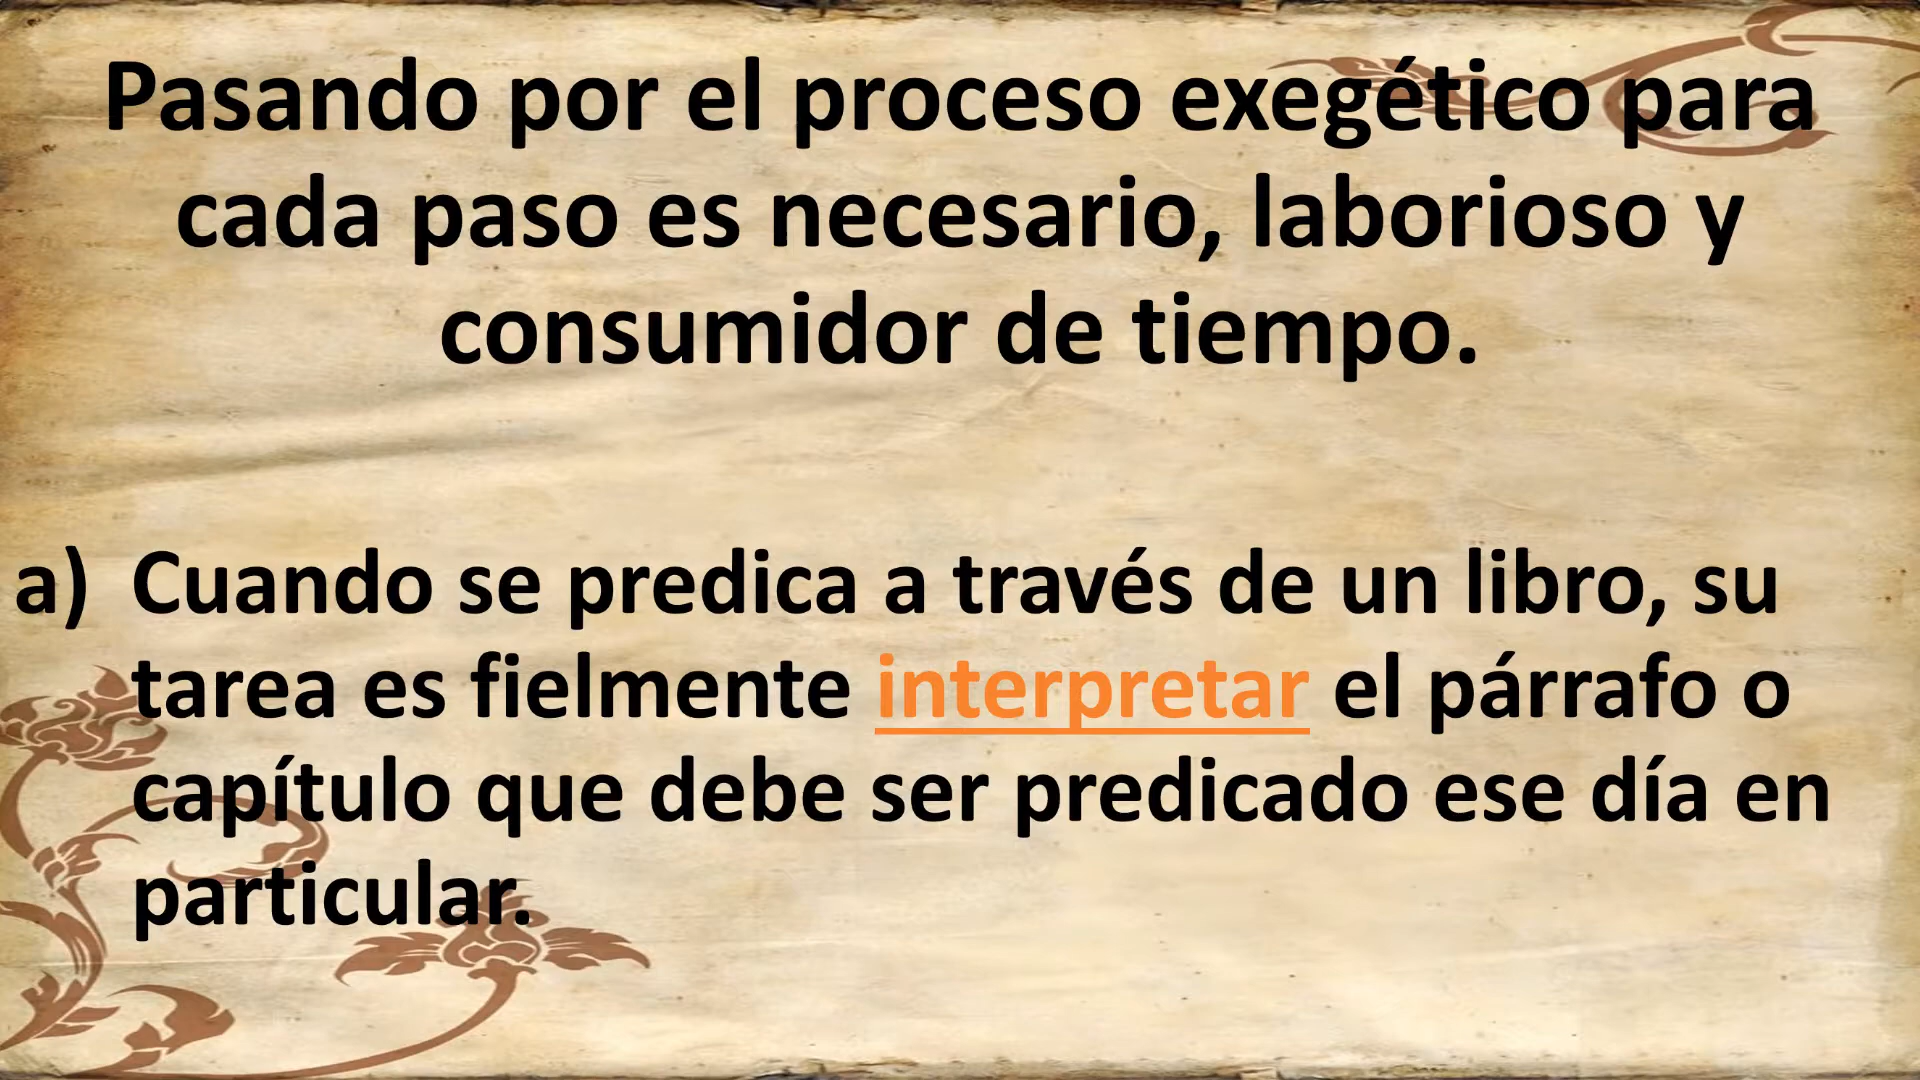 Pasando por el proceso exegético para
cada paso es necesario, laborioso y
consumidor de tiempo.
a) Cuando se predica a través de un libro, su
tarea es fielmente interpretar el párrafo o
capítulo que debe ser predicado ese día en
particular.